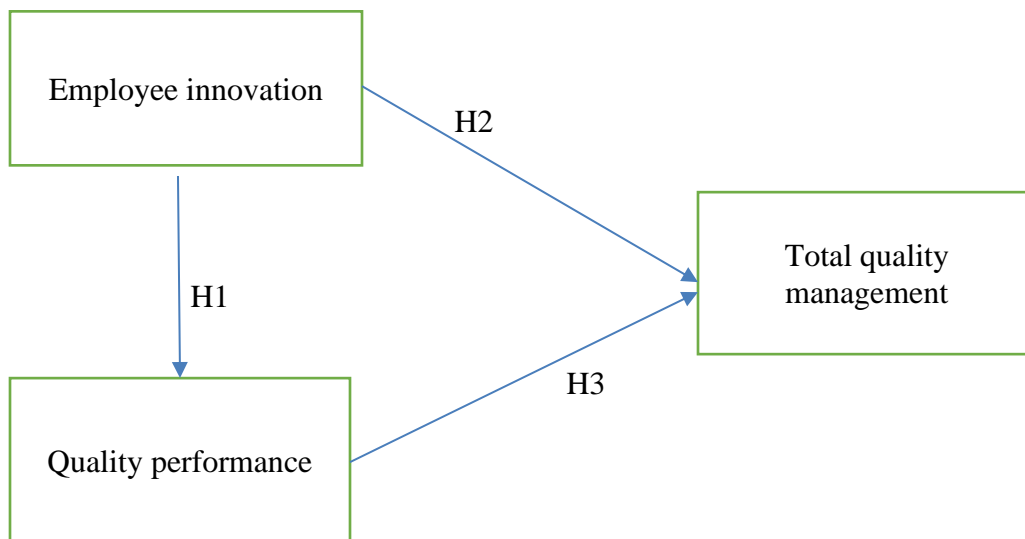 Employee innovation
H2
Total quality
management
H1
H3
Quality performance